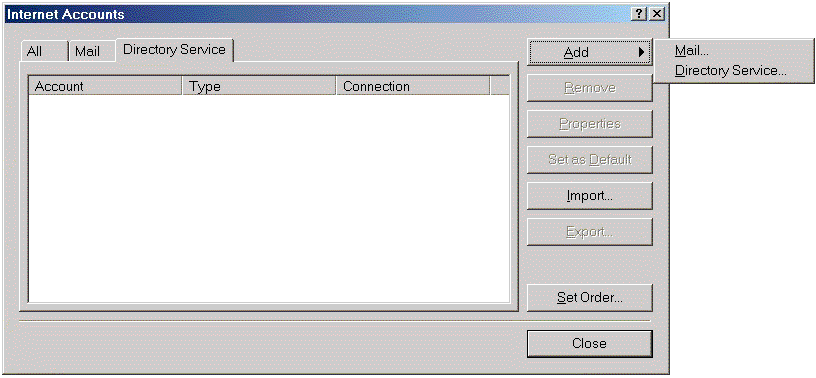 Internet Accounts
All Mail Directory Service
Account Type Connection
Add
Mail...
Directory Service...
Remove
Properties
Set as Default
Import...
Export...
Set Order...
Close